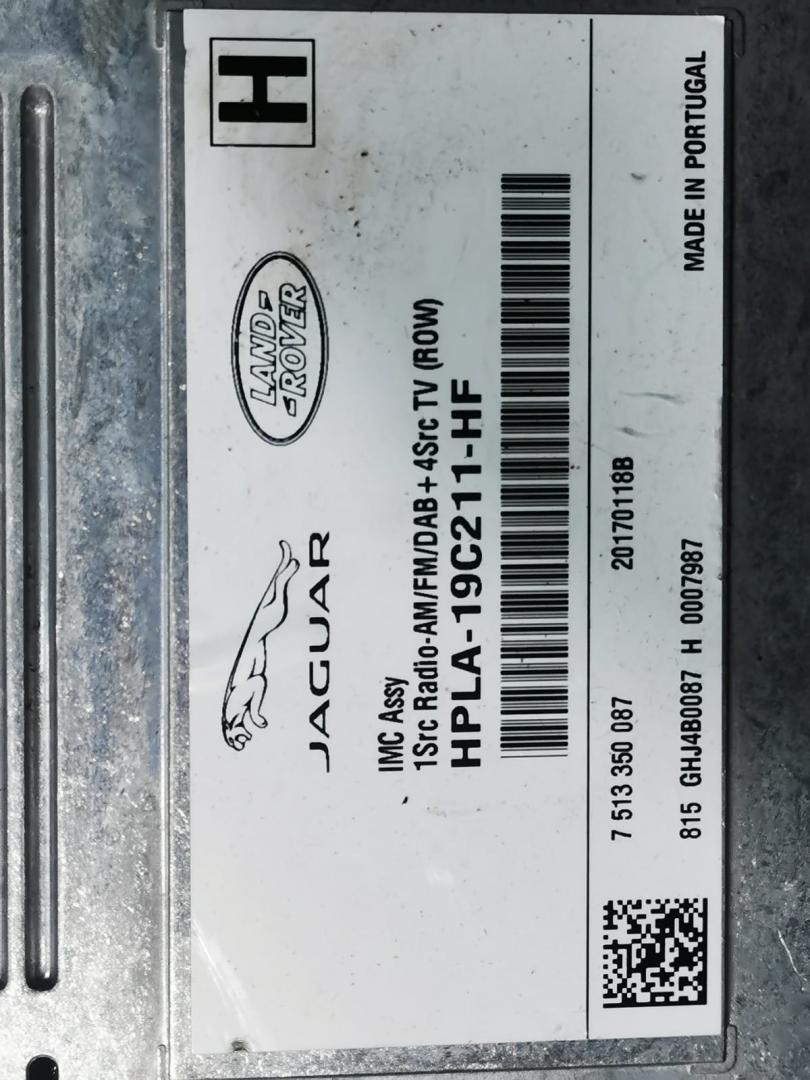 H
LAND-
-ROVER
JAGUAR
IMC Assy
1Src Radio-AM/FM/DAB+ 4Src TV (ROW)
HPLA-19C211-HF
7 513 350 087 20170118B
815 GHJ4B0087 H 0007987 MADE IN PORTUGAL